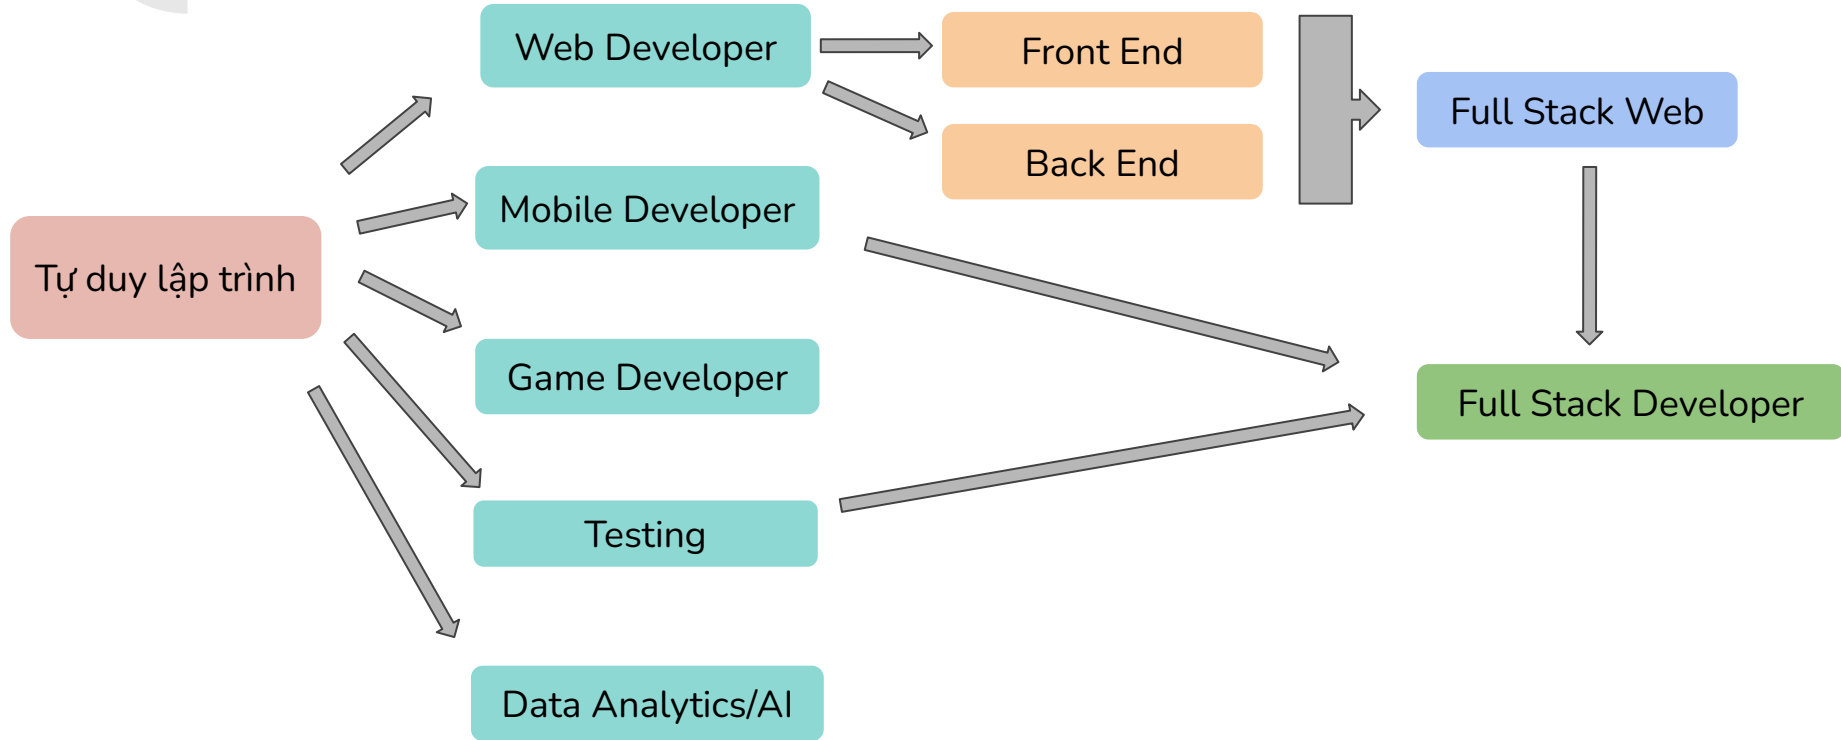 Web Developer
Front End
Full Stack Web
Back End
Mobile Developer
Tự duy lập trình
Game Developer
Full Stack Developer
Testing
Data Analytics/AI